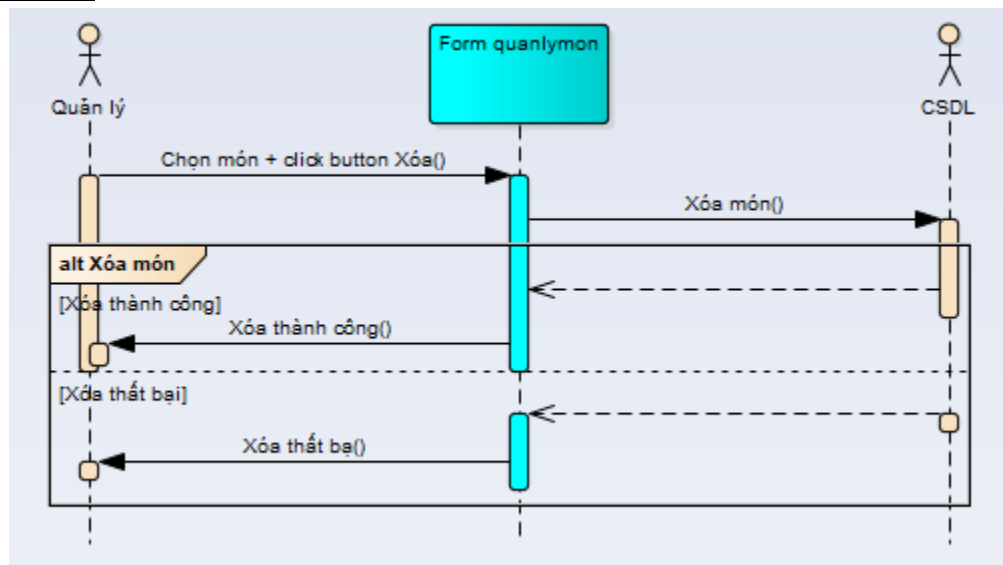 Form quanlymon
Quản lý
CSDL
Chọn món + click button Xóa()
Xóa món()
alt Xóa món
[Xóa thành công]
Xóa thành công()
[Xóa thất bại]
Xóa thất bạ()